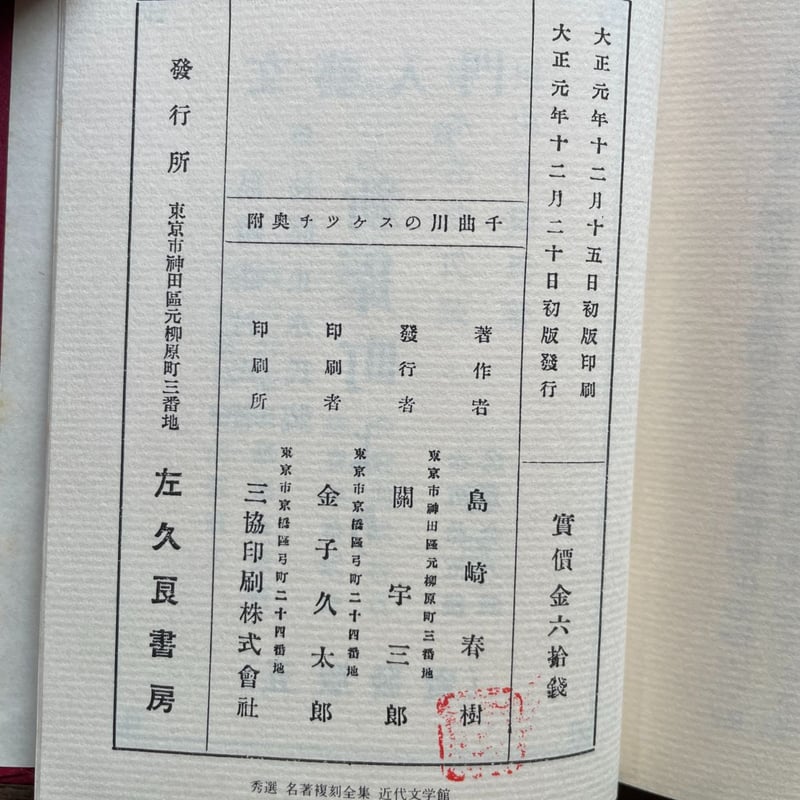 大正元年十二月十五日初版印刷
大正元年十二月二十日初版發行
實價金六拾錢
千曲川のスケッチ奥附
著作者 島崎春樹
東京市神田區元柳原町三番地
發行者 關宇三郎
東京市京橋區弓町二十四番地
印刷者 金子久太郎
東京市京橋區弓町二十四番地
印刷所 三協印刷株式會社
發行所 東京市神田區元柳原町三番地 左久良書房
秀選 名著複刻全集 近代文学館